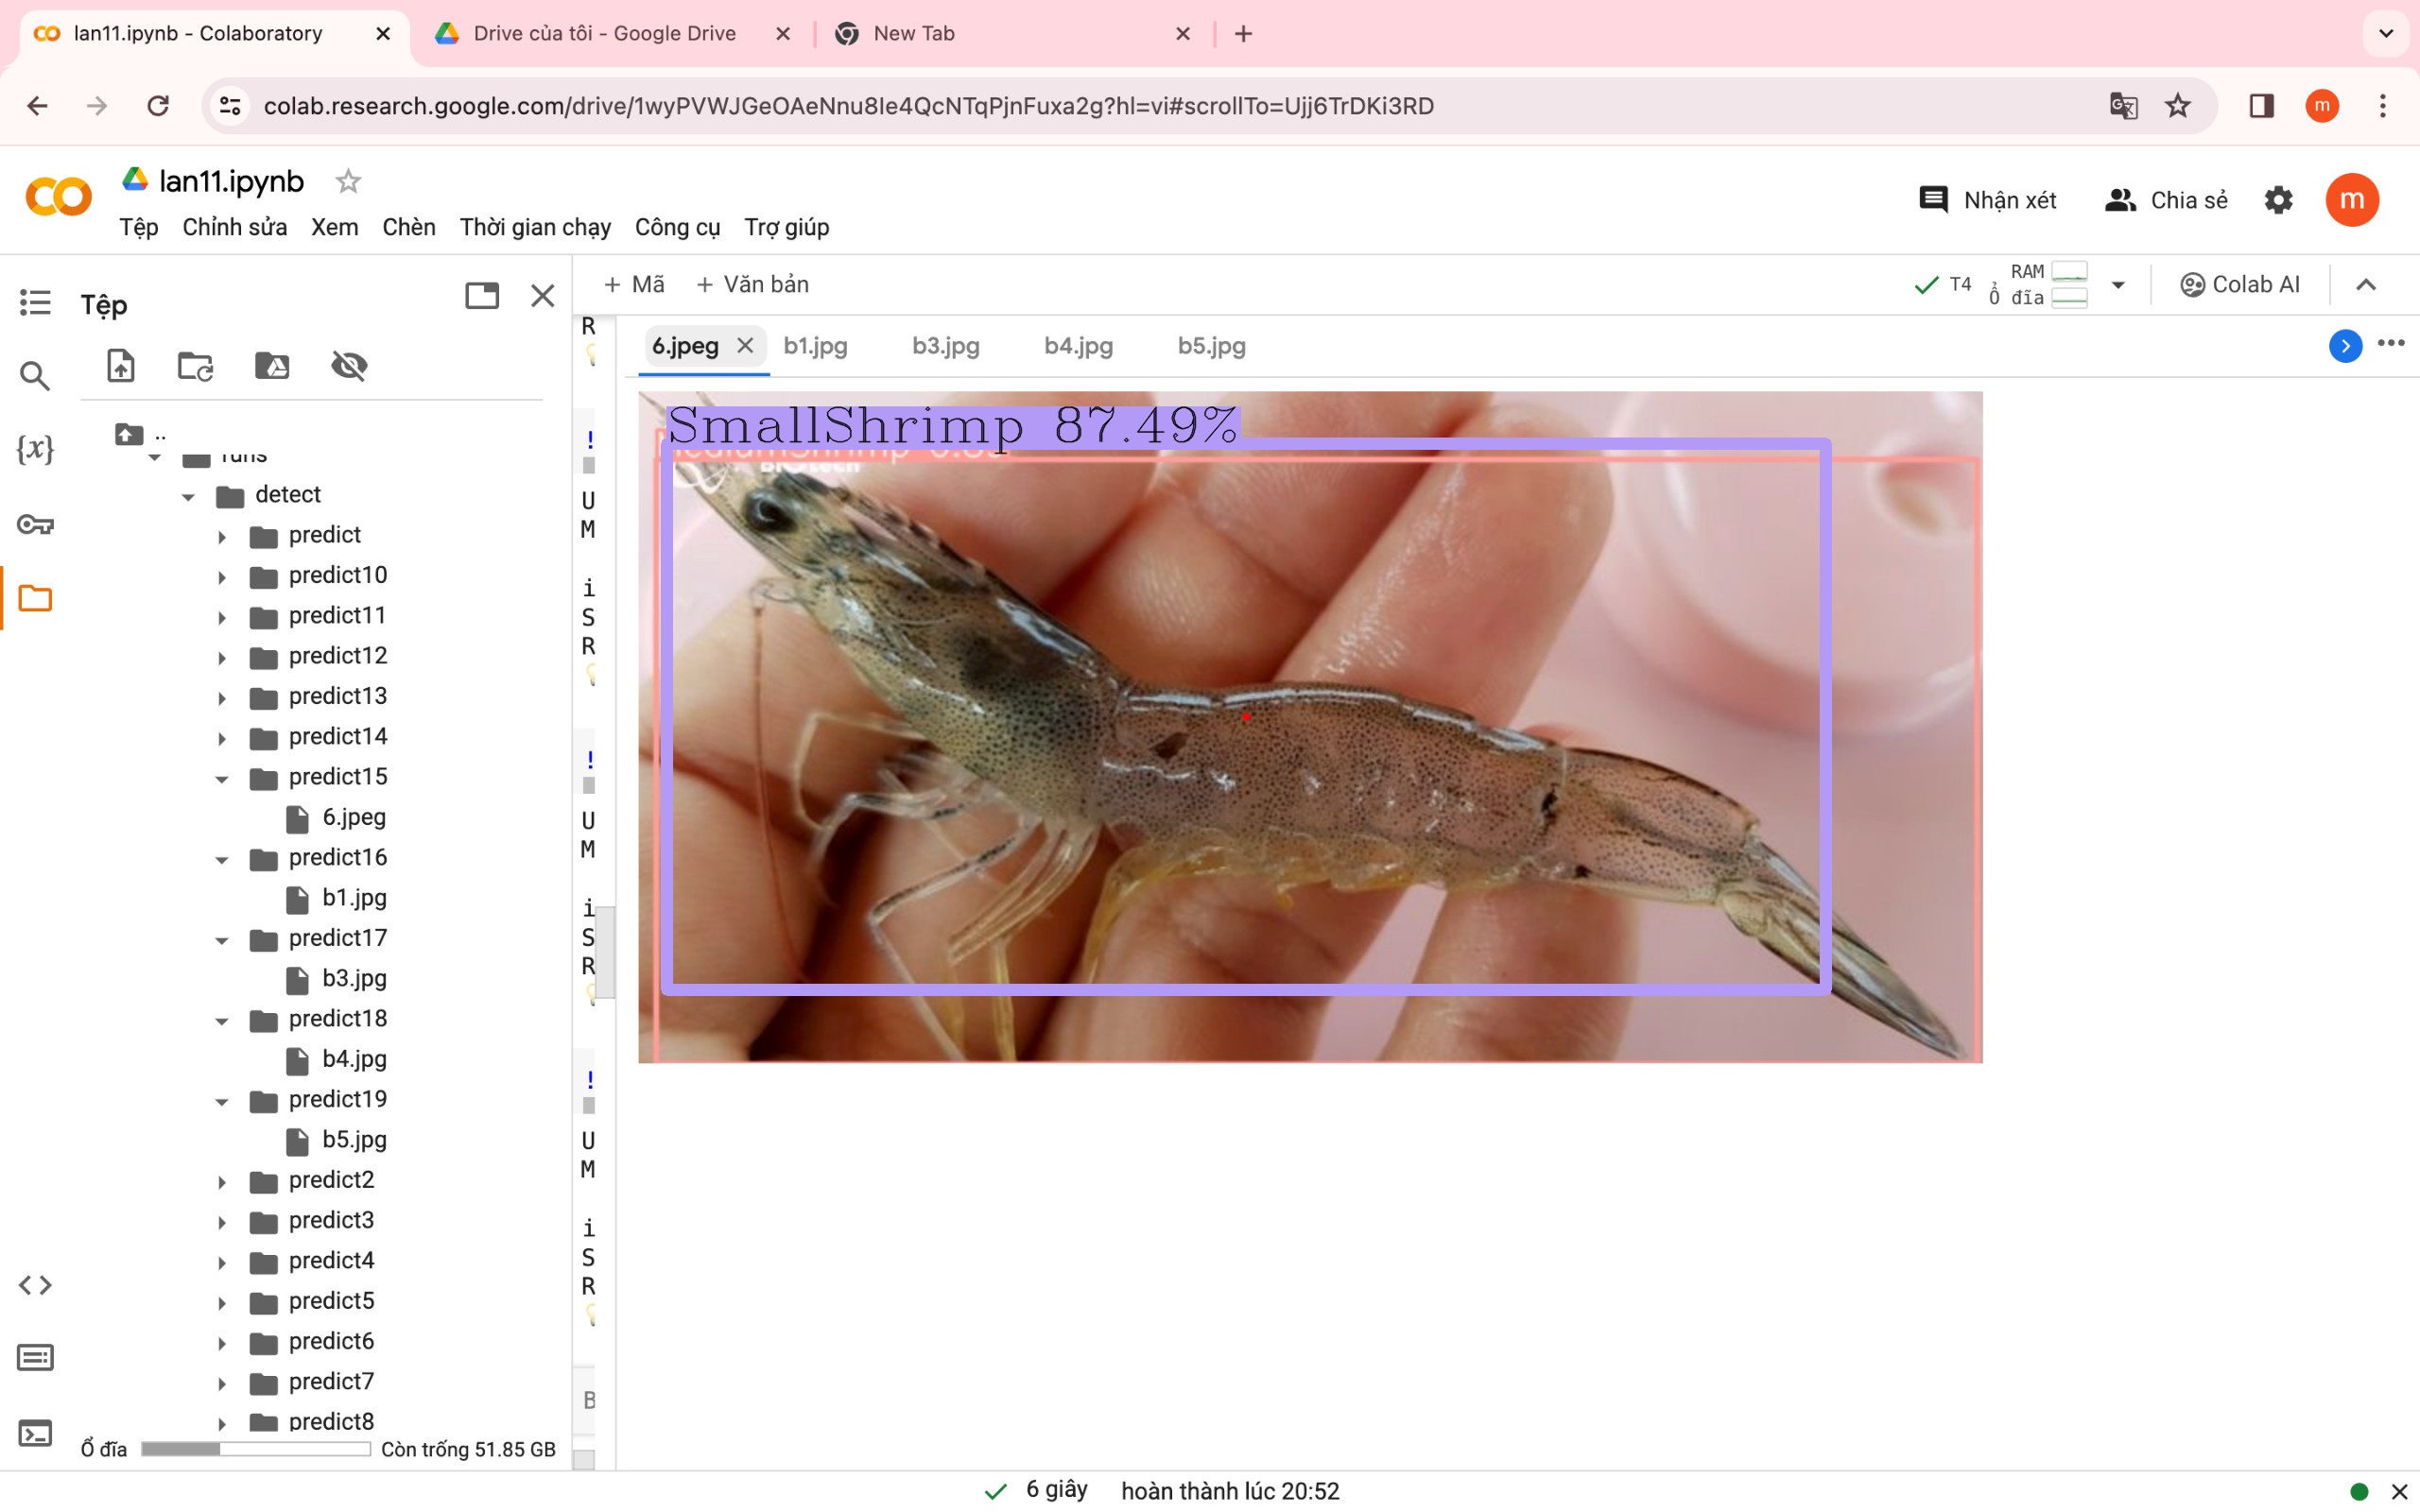 lan11.ipynb - Colaboratory
Drive của tôi - Google Drive
New Tab
colab.research.google.com/drive/1wyPVWJGeOAeNnu8Ie4QcNTqPjnFuxa2g?hl=vi#scrollTo=Ujj6TrDKi3RD
m
lan11.ipynb
Nhận xét
Chia sẻ
m
Tệp Chỉnh sửa Xem Chèn Thời gian chạy Công cụ Trợ giúp
Tệp
+ Mã + Văn bản
T4
RAM
Ổ đĩa
Colab AI
6.jpeg
b1.jpg
b3.jpg
b4.jpg
b5.jpg
SmallShrimp 87.49%
{x}
..
runs
detect
predict
predict10
predict11
predict12
predict13
predict14
predict15
6.jpeg
predict16
b1.jpg
predict17
b3.jpg
predict18
b4.jpg
predict19
b5.jpg
predict2
predict3
predict4
predict5
predict6
predict7
predict8
R
!
U
M
i
S
R
!
U
M
i
S
R
!
U
M
i
S
R
Ổ đĩa
Còn trống 51.85 GB
6 giây hoàn thành lúc 20:52